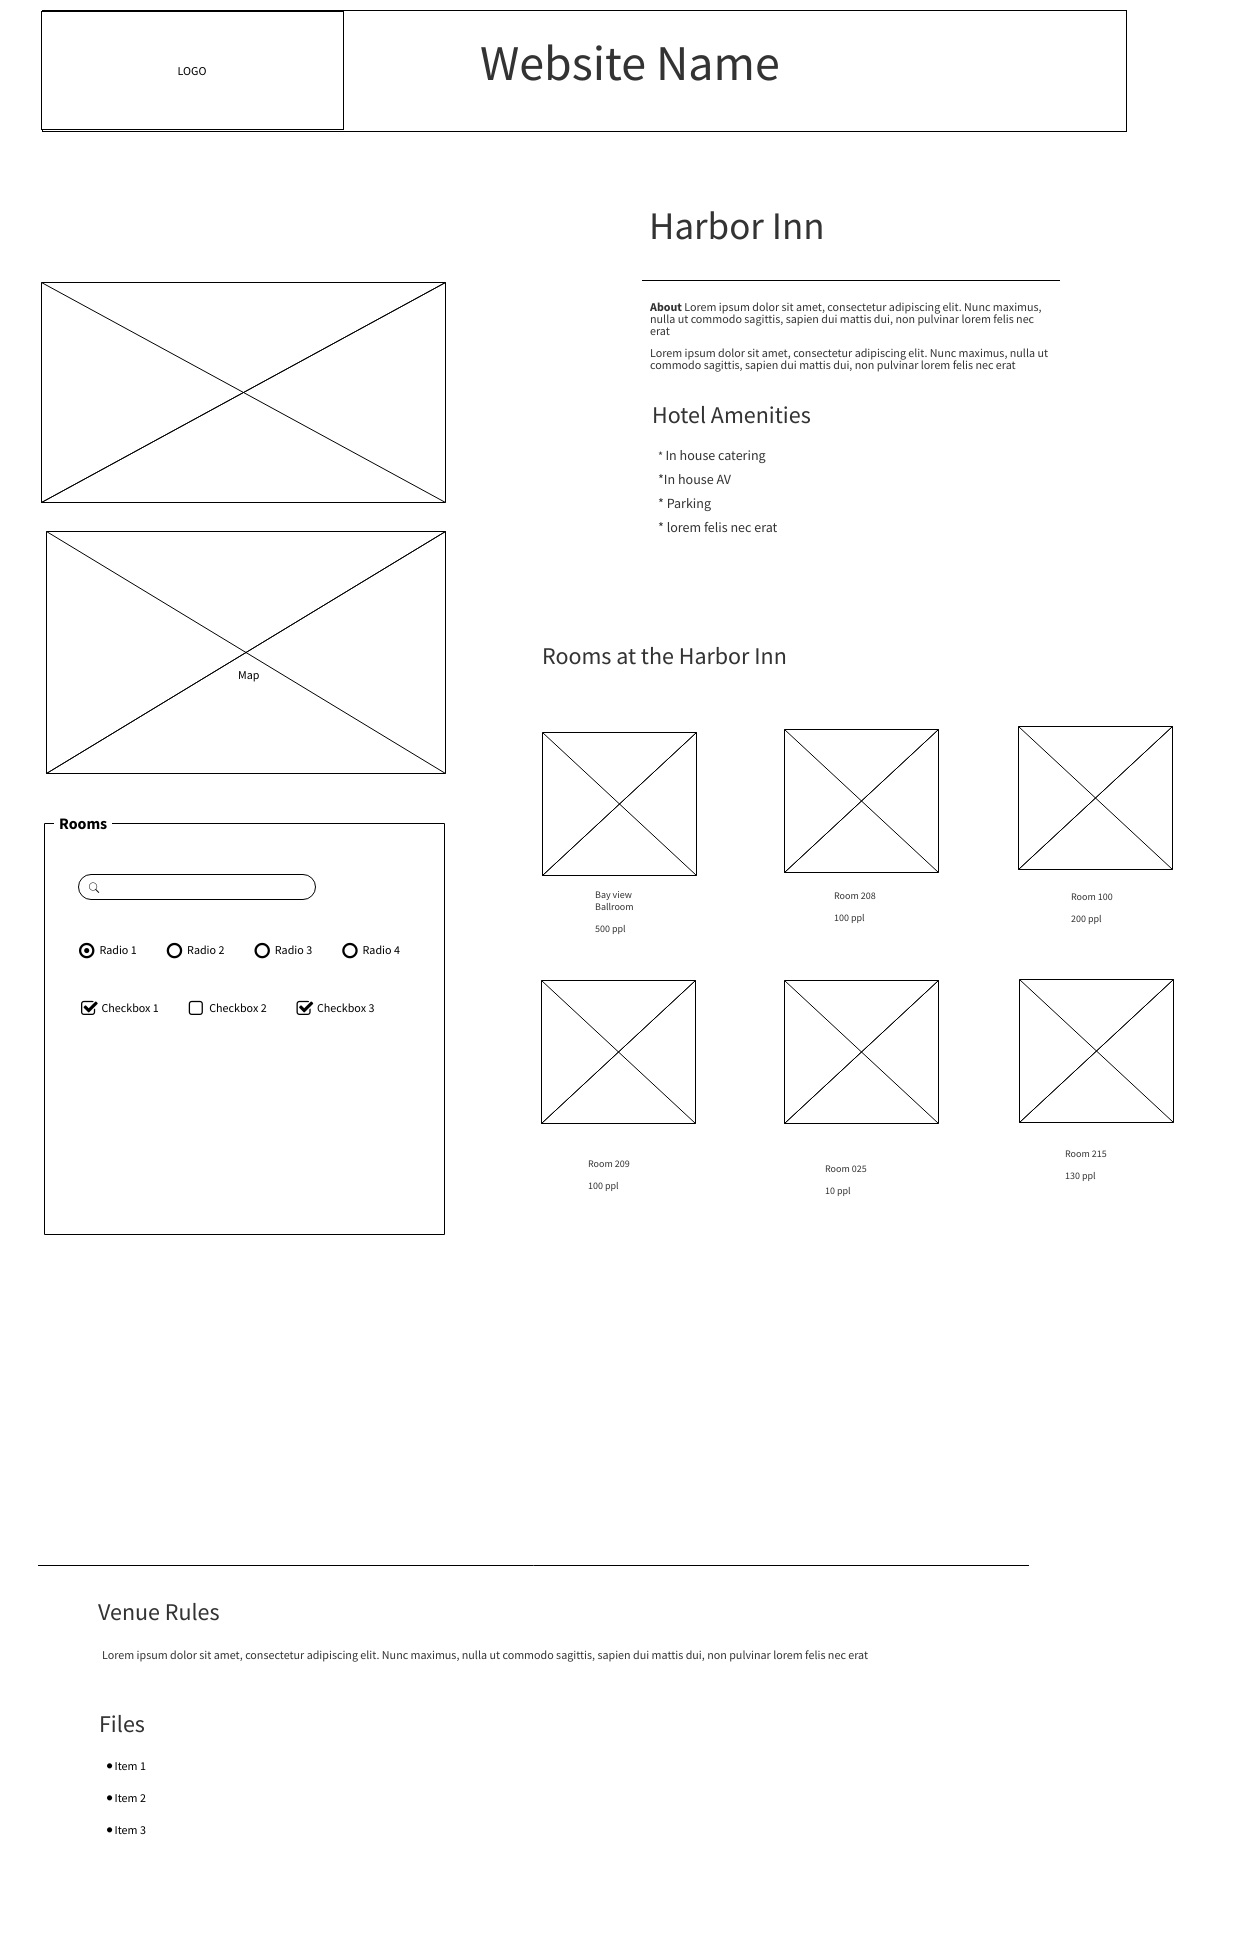 LOGO
Website Name
Harbor Inn
About Lorem ipsum dolor sit amet, consectetur adipiscing elit. Nunc maximus,
nulla ut commodo sagittis, sapien dui mattis dui, non pulvinar lorem felis nec
erat
Lorem ipsum dolor sit amet, consectetur adipiscing elit. Nunc maximus, nulla ut
commodo sagittis, sapien dui mattis dui, non pulvinar lorem felis nec erat
Hotel Amenities
* In house catering
*In house AV
* Parking
* lorem felis nec erat
Map
Rooms
Radio 1 Radio 2 Radio 3 Radio 4
Checkbox 1 Checkbox 2 Checkbox 3
Rooms at the Harbor Inn
Bay view
Ballroom
500 ppl
Room 208
100 ppl
Room 100
200 ppl
Room 209
100 ppl
Room 025
10 ppl
Room 215
130 ppl
Venue Rules
Lorem ipsum dolor sit amet, consectetur adipiscing elit. Nunc maximus, nulla ut commodo sagittis, sapien dui mattis dui, non pulvinar lorem felis nec erat
Files
● Item 1
● Item 2
● Item 3